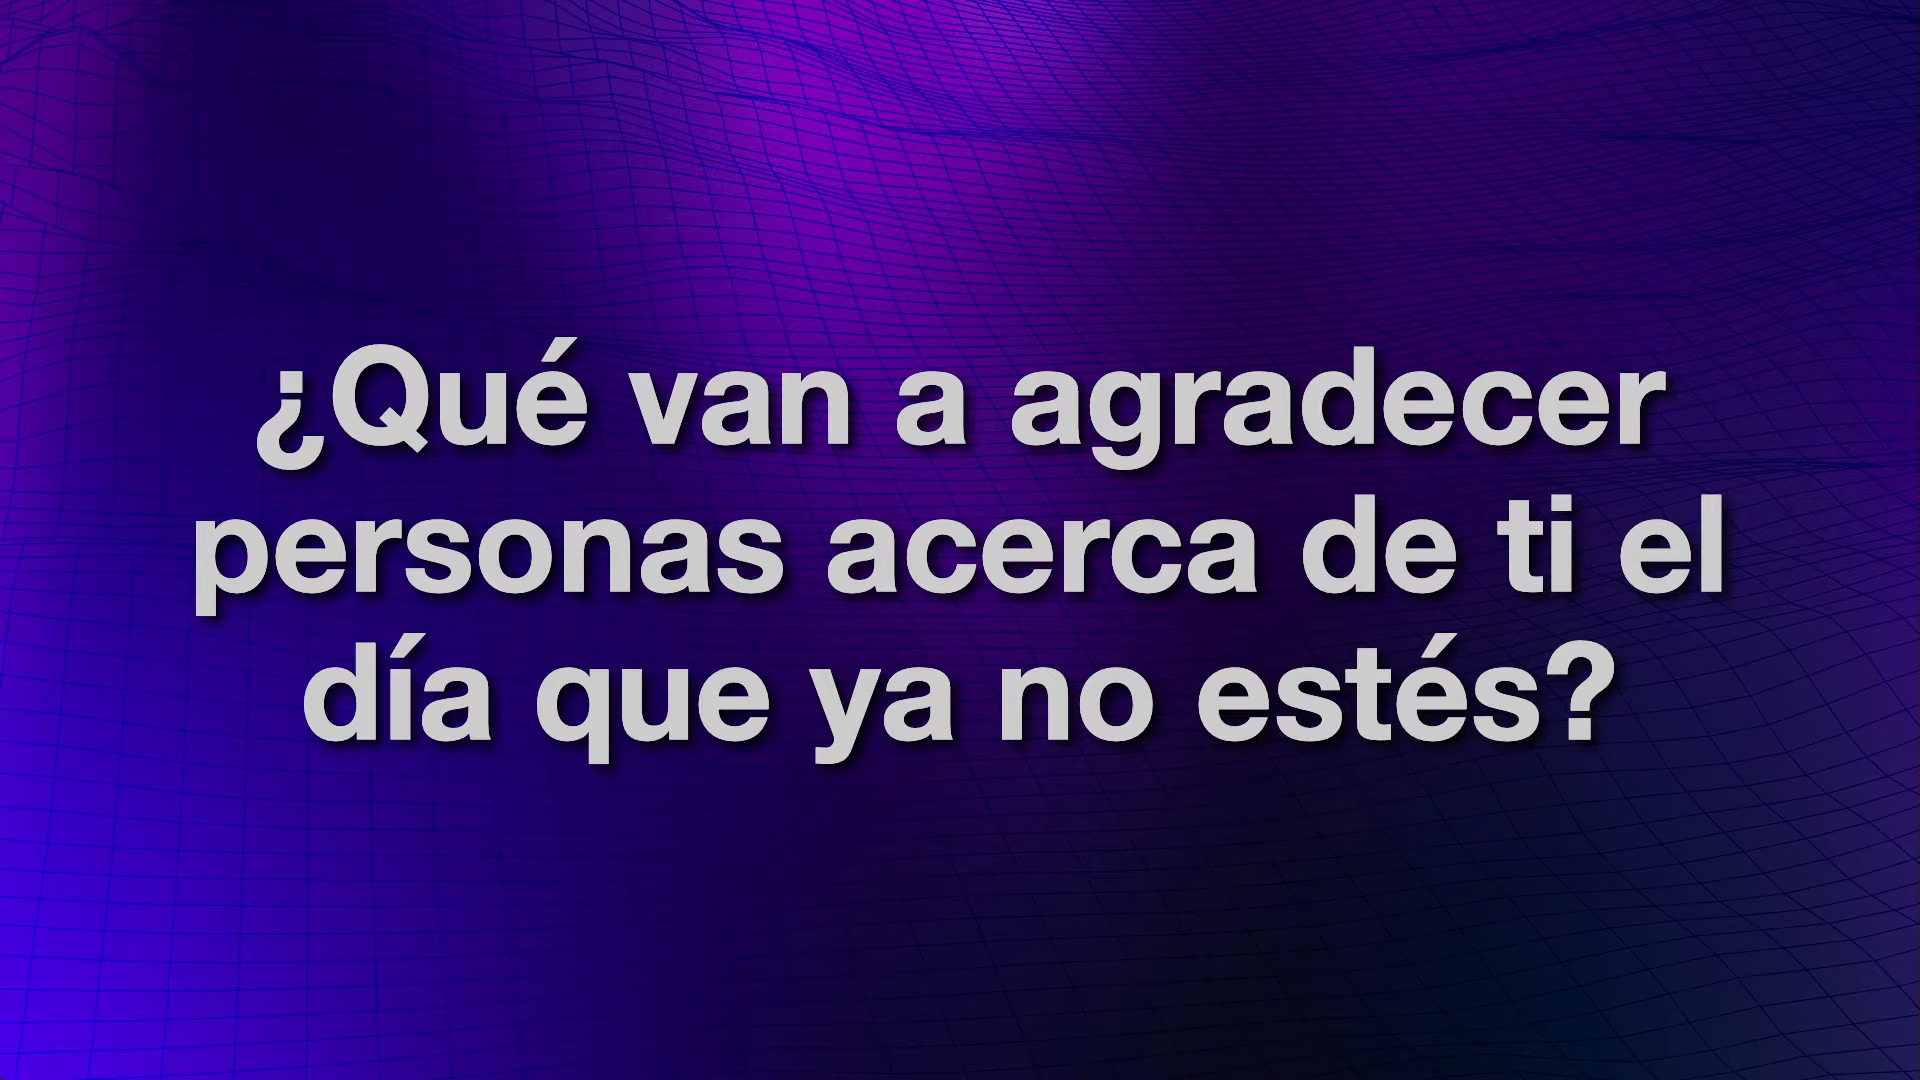 ¿Qué van a agradecer
personas acerca de ti el
día que ya no estés?